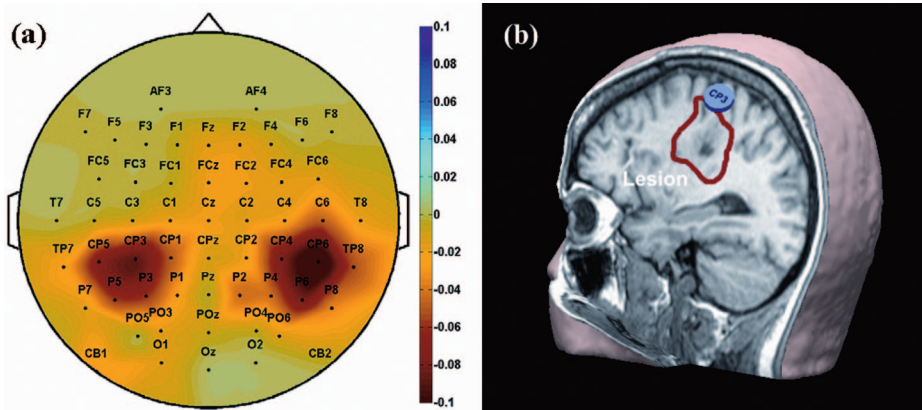 (a)
AF3 AF4
F7 F5 F3 F1 Fz F2 F4 F6 F8
FC5 FC3 FC1 FCz FC2 FC4 FC6
T7 C5 C3 C1 Cz C2 C4 C6 T8
TP7 CP5 CP3 CP1 CPz CP2 CP4 CP6 TP8
P7 P5 P3 P1 Pz P2 P4 P6 P8
PO5 PO3 POz PO4 PO6
CB1 O1 Oz O2 CB2
0.1
0.08
0.06
0.04
0.02
0
-0.02
-0.04
-0.06
-0.08
-0.1
(b)
CP3
Lesion